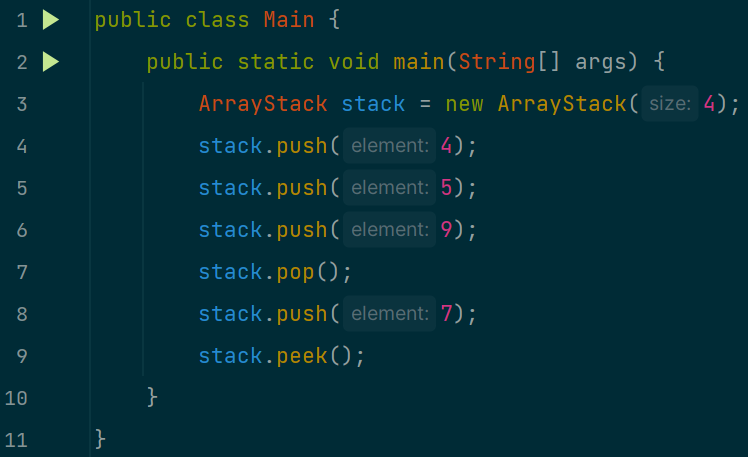 1 public class Main {
2 public static void main(String[] args) {
3 ArrayStack stack = new ArrayStack( size: 4);
4 stack.push( element: 4);
5 stack.push( element: 5);
6 stack.push( element: 9);
7 stack.pop();
8 stack.push( element: 7);
9 stack.peek();
10 }
11 }